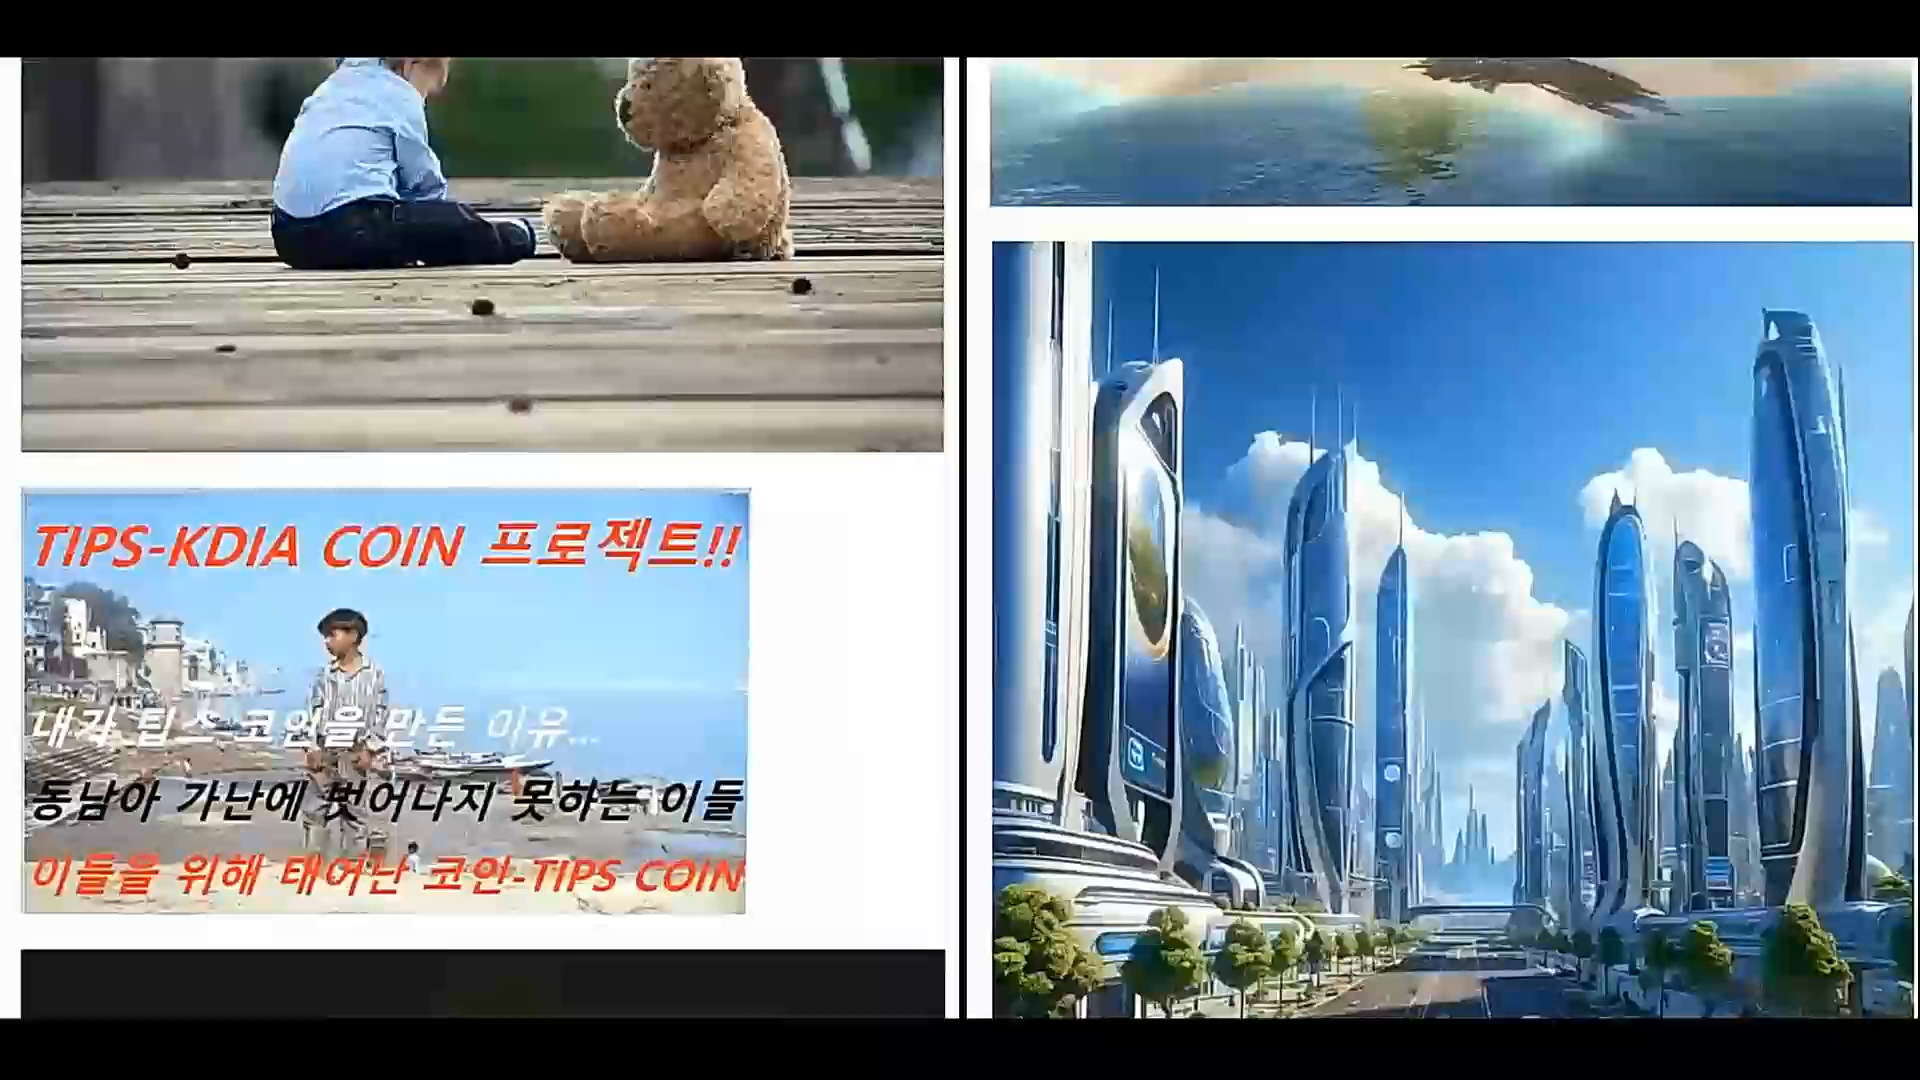 TIPS-KDIA COIN 프로젝트!!
내가 팁스 코인을 만든 이유...
동남아 가난에 벗어나지 못하는 이들
이들을 위해 태어난 코인-TIPS COIN